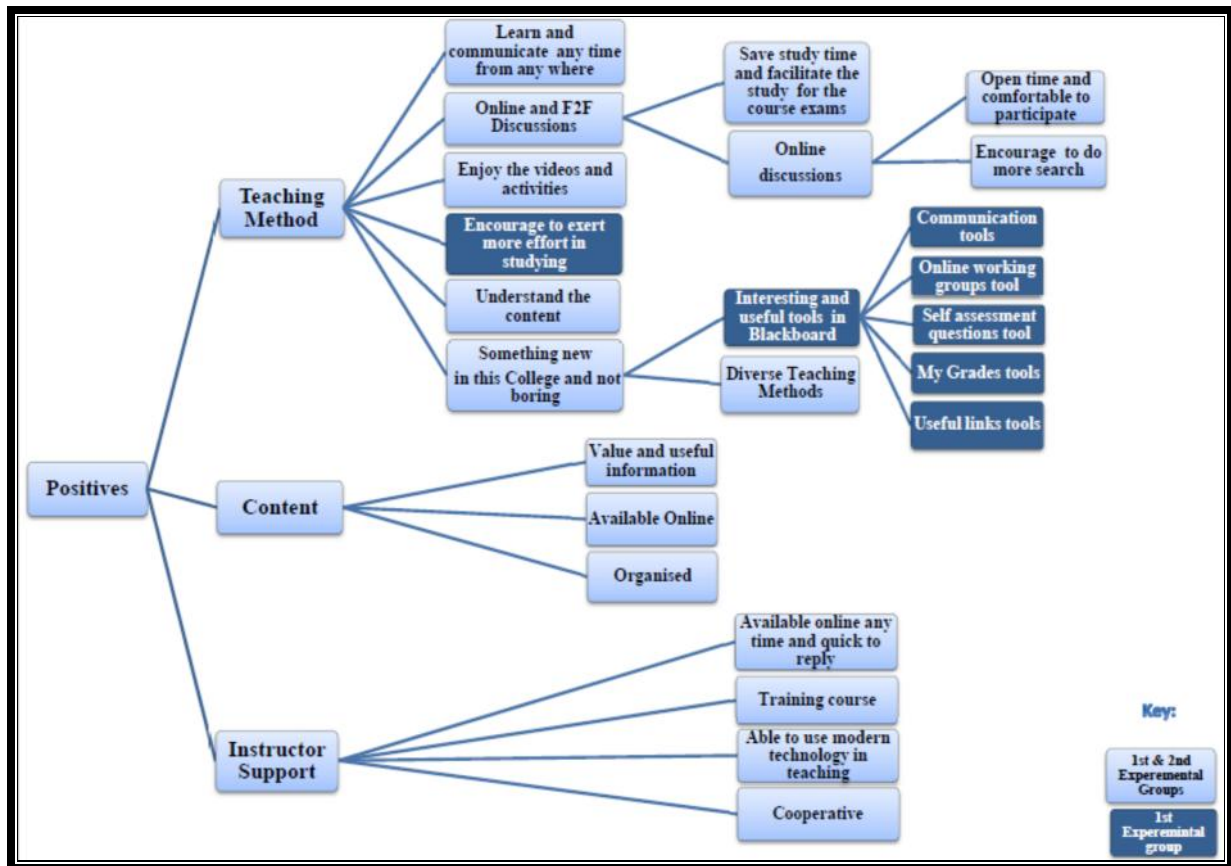 Positives
Teaching
Method
Learn and
communicate any time
from any where
Online and F2F
Discussions
Save study time
and facilitate the
study for the
course exams
Online
discussions
Open time and
comfortable to
participate
Encourage to do
more search
Enjoy the videos and
activities
Encourage to exert
more effort in
studying
Understand the
content
Something new
in this College and not
boring
Interesting and
useful tools in
Blackboard
Communication
tools
Online working
groups tool
Self assessment
questions tool
My Grades tools
Useful links tools
Diverse Teaching
Methods
Content
Value and useful
information
Available Online
Organised
Instructor
Support
Available online any
time and quick to
reply
Training course
Able to use modern
technology in
teaching
Cooperative
Key:
1st & 2nd
Experemental
Groups
1st
Experemintal
group